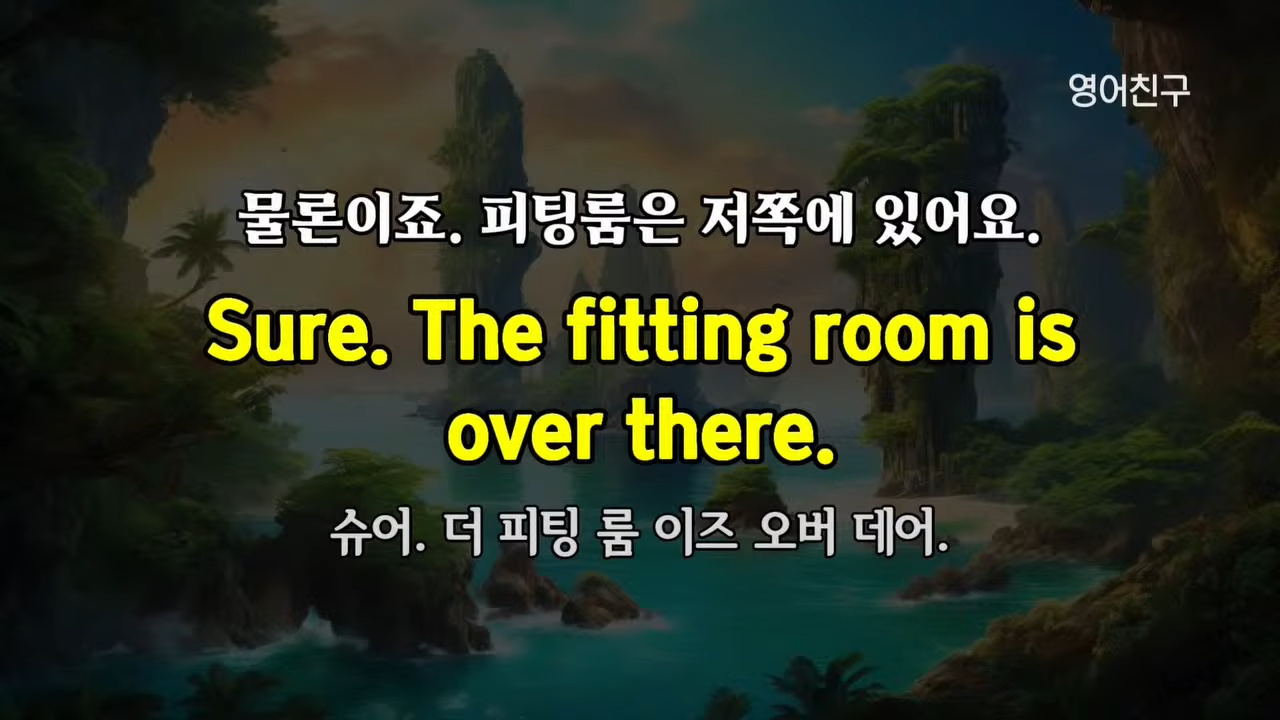 영어친구
물론이죠. 피팅룸은 저쪽에 있어요.
Sure. The fitting room is
over there.
슈어. 더 피팅 룸 이즈 오버 데어.